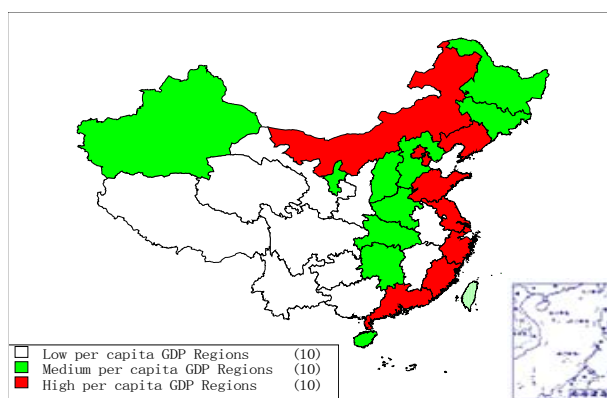 Low per capita GDP Regions (10)
Medium per capita GDP Regions (10)
High per capita GDP Regions (10)